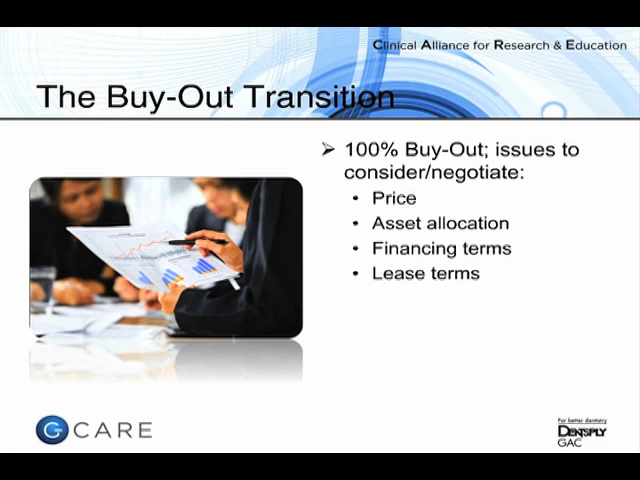 Clinical Alliance for Research & Education
The Buy-Out Transition
100% Buy-Out; issues to
consider/negotiate:
• Price
• Asset allocation
• Financing terms
• Lease terms
G CARE
For better dentistry
DENTSPLY
GAC